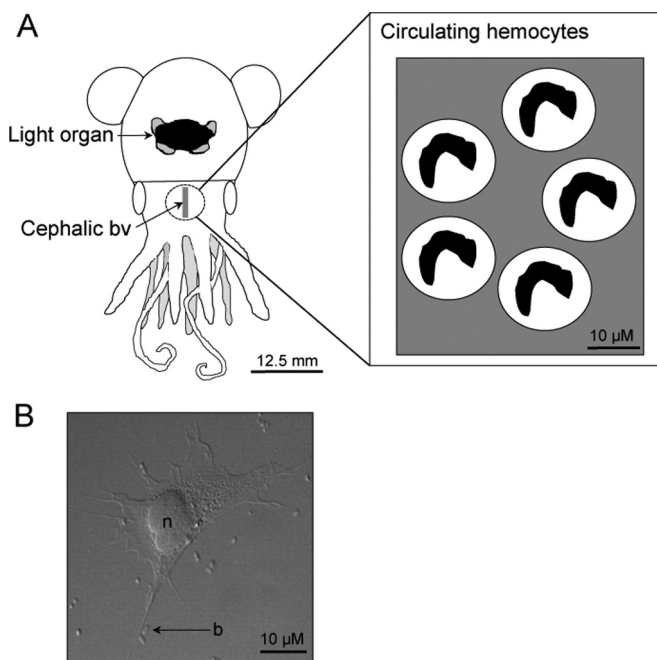 A
Circulating hemocytes
Light organ
Cephalic bv
12.5 mm
10 µM
B
n
b
10 µM